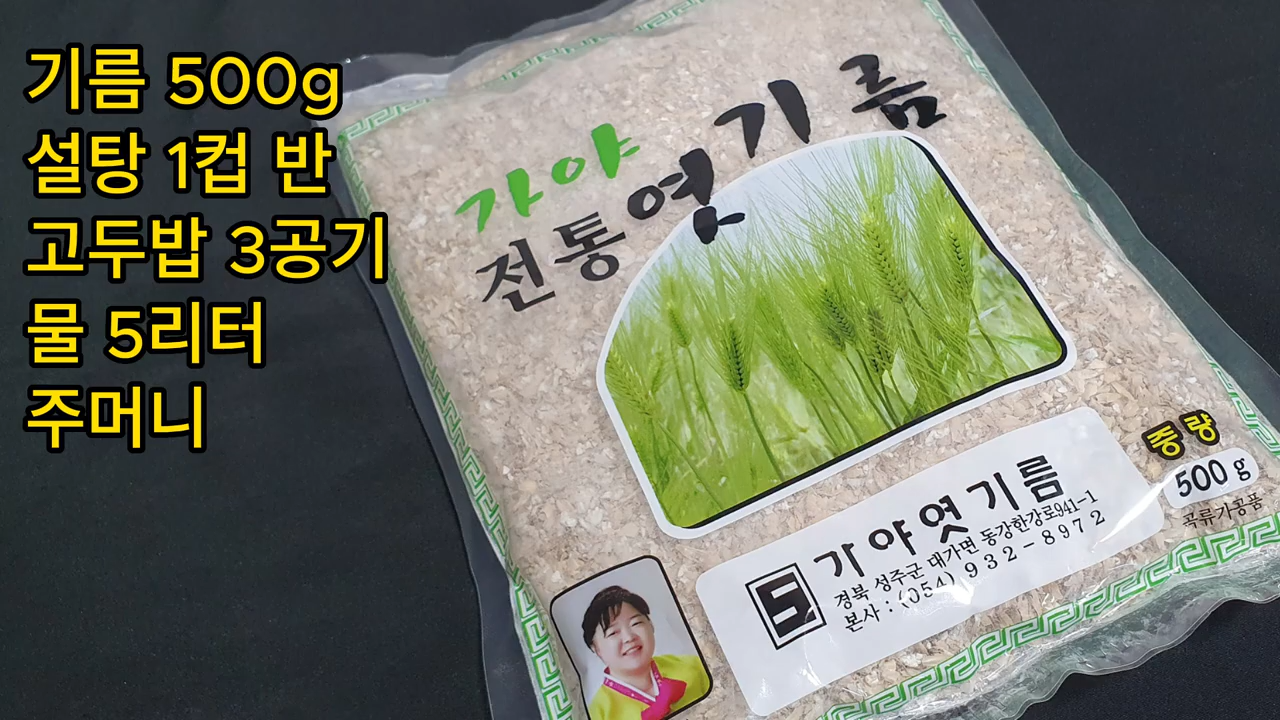 기름 500g
설탕 1컵 반
고두밥 3공기
물 5리터
주머니
가야
전통엿기름
중량
500 g
곡류가공품
가야엿기름
경북 성주군 대가면 동강한강로941-1
본사 : (054) 932-8972